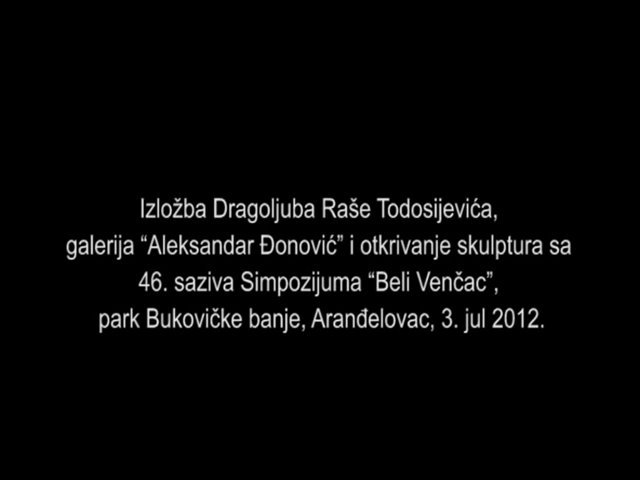 Izložba Dragoljuba Raše Todosijevića,
galerija “Aleksandar Đonović” i otkrivanje skulptura sa
46. saziva Simpozijuma “Beli Venčac”,
park Bukovičke banje, Aranđelovac, 3. jul 2012.